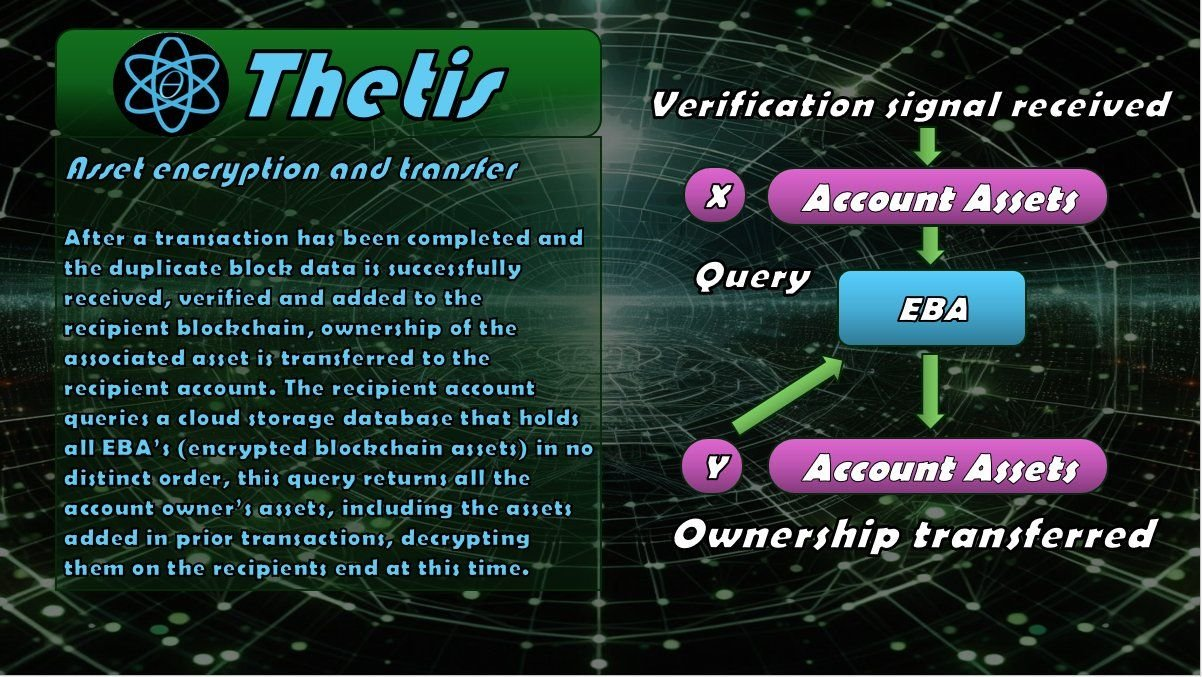 θ
Thetis
Asset encryption and transfer
After a transaction has been completed and
the duplicate block data is successfully
received, verified and added to the
recipient blockchain, ownership of the
associated asset is transferred to the
recipient account. The recipient account
queries a cloud storage database that holds
all EBA's (encrypted blockchain assets) in no
distinct order, this query returns all the
account owner's assets, including the assets
added in prior transactions, decrypting
them on the recipients end at this time.
Verification signal received
X Account Assets
Query
EBA
Y Account Assets
Ownership transferred